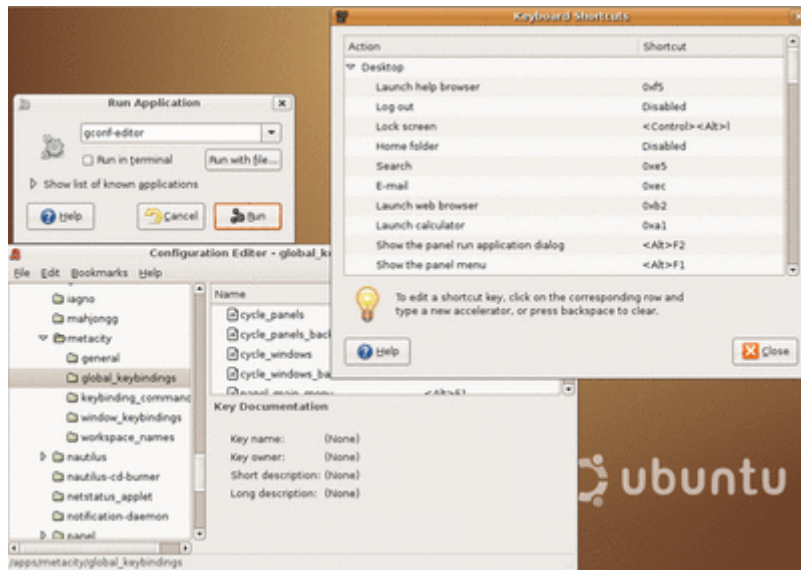 Keyboard Shortcuts
Action Shortcut
Desktop
Launch help browser 0xf5
Log out Disabled
Lock screen <Control><Alt>l
Home folder Disabled
Search 0xe5
E-mail 0xec
Launch web browser 0xb2
Launch calculator 0xa1
Show the panel run application dialog <Alt>F2
Show the panel menu <Alt>F1
To edit a shortcut key, click on the corresponding row and
type a new accelerator, or press backspace to clear.
Help Close
Run Application
gconf-editor
Run in terminal Run with file...
Show list of known applications
Help Cancel Run
Configuration Editor - global_k
File Edit Bookmarks Help
iagno
mahjongg
metacity
general
global_keybindings
keybinding_command
window_keybindings
workspace_names
nautilus
nautilus-cd-burner
netstatus_applet
notification-daemon
panel
Name
cycle_panels
cycle_panels_back
cycle_windows
cycle_windows_ba
panel_main_menu <Alt>F1
Key Documentation
Key name: (None)
Key owner: (None)
Short description: (None)
Long description: (None)
/apps/metacity/global_keybindings
ubuntu